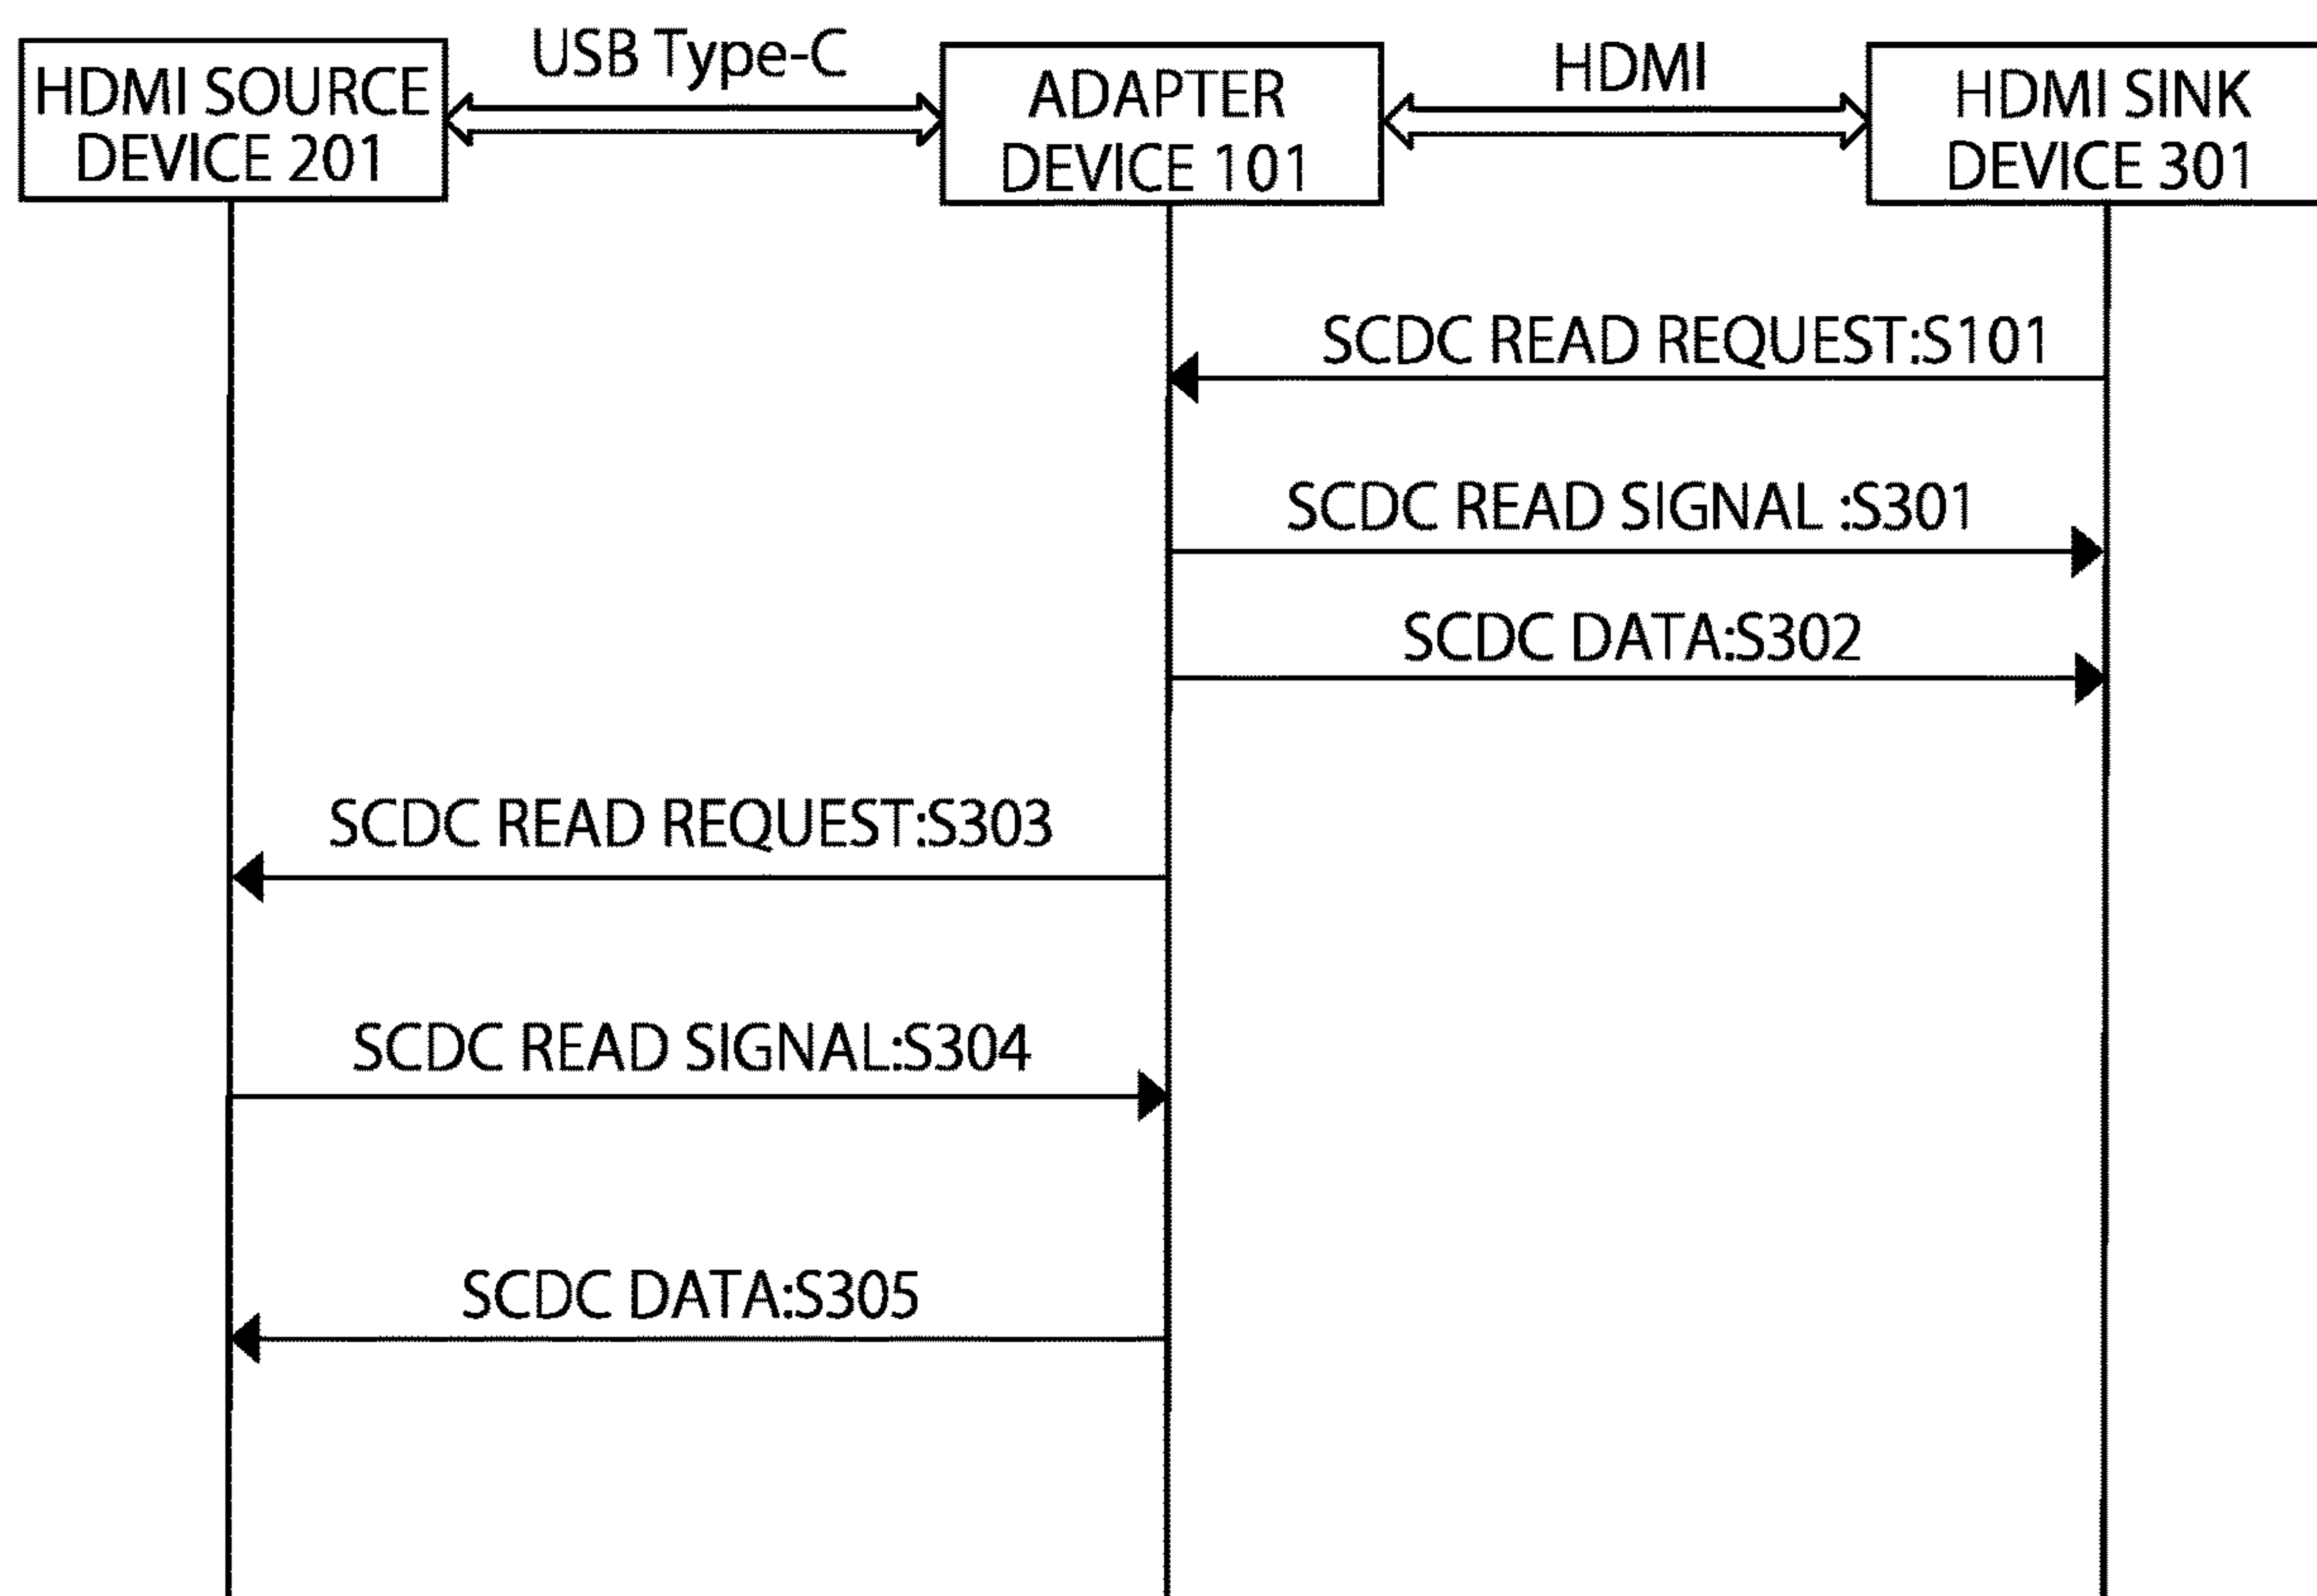 HDMI SOURCE
DEVICE 201
USB Type-C
ADAPTER
DEVICE 101
HDMI
HDMI SINK
DEVICE 301
SCDC READ REQUEST:S101
SCDC READ SIGNAL :S301
SCDC DATA:S302
SCDC READ REQUEST:S303
SCDC READ SIGNAL:S304
SCDC DATA:S305